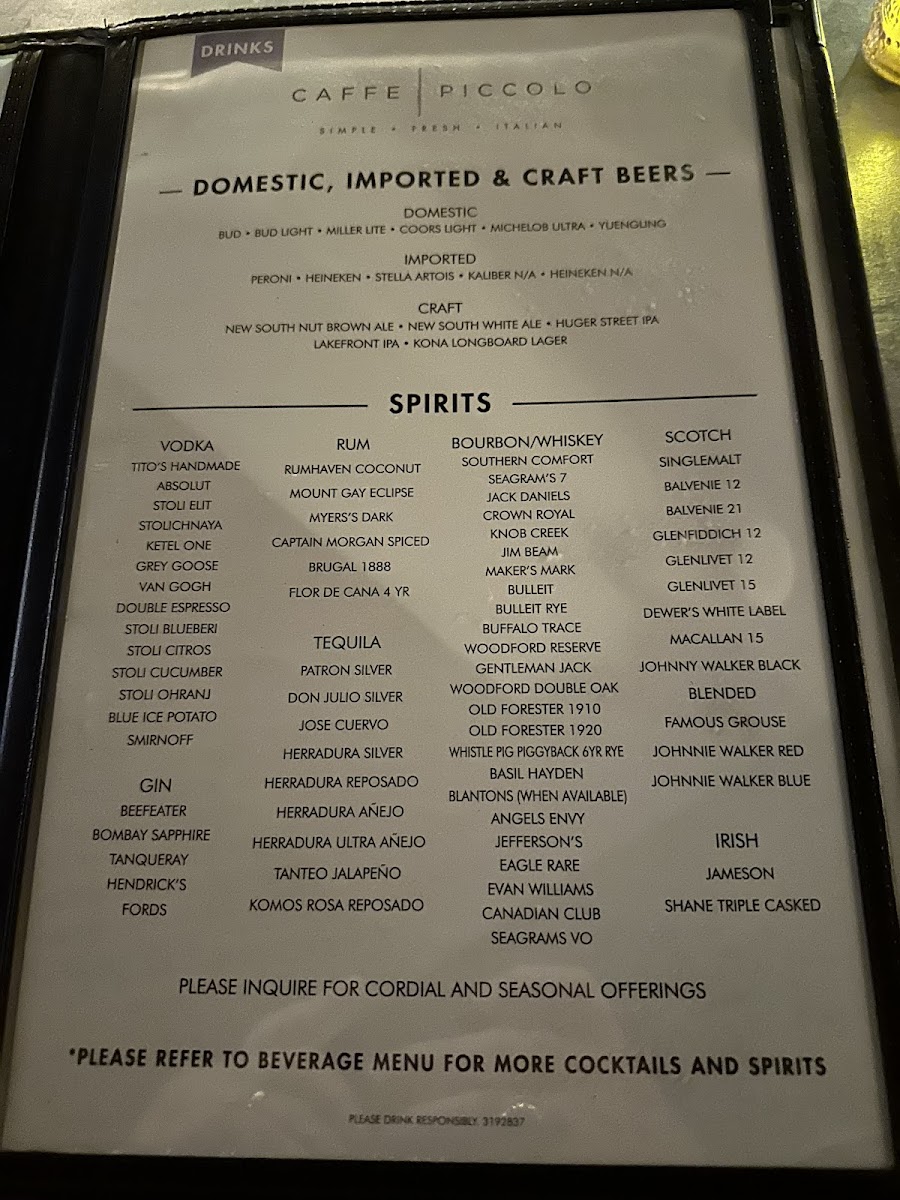 DRINKS
CAFFE | PICCOLO
SIMPLE • FRESH • ITALIAN
— DOMESTIC, IMPORTED & CRAFT BEERS —
DOMESTIC
BUD • BUD LIGHT • MILLER LITE • COORS LIGHT • MICHELOB ULTRA • YUENGLING
IMPORTED
PERONI • HEINEKEN • STELLA ARTOIS • KALIBER N/A • HEINEKEN N/A
CRAFT
NEW SOUTH NUT BROWN ALE • NEW SOUTH WHITE ALE • HUGER STREET IPA
LAKEFRONT IPA • KONA LONGBOARD LAGER
SPIRITS
VODKA
TITO'S HANDMADE
ABSOLUT
STOLI ELIT
STOLICHNAYA
KETEL ONE
GREY GOOSE
VAN GOGH
DOUBLE ESPRESSO
STOLI BLUEBERI
STOLI CITROS
STOLI CUCUMBER
STOLI OHRANJ
BLUE ICE POTATO
SMIRNOFF
GIN
BEEFEATER
BOMBAY SAPPHIRE
TANQUERAY
HENDRICK'S
FORDS
RUM
RUMHAVEN COCONUT
MOUNT GAY ECLIPSE
MYERS'S DARK
CAPTAIN MORGAN SPICED
BRUGAL 1888
FLOR DE CANA 4 YR
TEQUILA
PATRON SILVER
DON JULIO SILVER
JOSE CUERVO
HERRADURA SILVER
HERRADURA REPOSADO
HERRADURA AÑEJO
HERRADURA ULTRA AÑEJO
TANTEO JALAPEÑO
KOMOS ROSA REPOSADO
BOURBON/WHISKEY
SOUTHERN COMFORT
SEAGRAM'S 7
JACK DANIELS
CROWN ROYAL
KNOB CREEK
JIM BEAM
MAKER'S MARK
BULLEIT
BULLEIT RYE
BUFFALO TRACE
WOODFORD RESERVE
GENTLEMAN JACK
WOODFORD DOUBLE OAK
OLD FORESTER 1910
OLD FORESTER 1920
WHISTLE PIG PIGGYBACK 6YR RYE
BASIL HAYDEN
BLANTONS (WHEN AVAILABLE)
ANGELS ENVY
JEFFERSON'S
EAGLE RARE
EVAN WILLIAMS
CANADIAN CLUB
SEAGRAMS VO
SCOTCH
SINGLEMALT
BALVENIE 12
BALVENIE 21
GLENFIDDICH 12
GLENLIVET 12
GLENLIVET 15
DEWER'S WHITE LABEL
MACALLAN 15
JOHNNY WALKER BLACK
BLENDED
FAMOUS GROUSE
JOHNNIE WALKER RED
JOHNNIE WALKER BLUE
IRISH
JAMESON
SHANE TRIPLE CASKED
PLEASE INQUIRE FOR CORDIAL AND SEASONAL OFFERINGS
*PLEASE REFER TO BEVERAGE MENU FOR MORE COCKTAILS AND SPIRITS
PLEASE DRINK RESPONSIBLY. 3192837